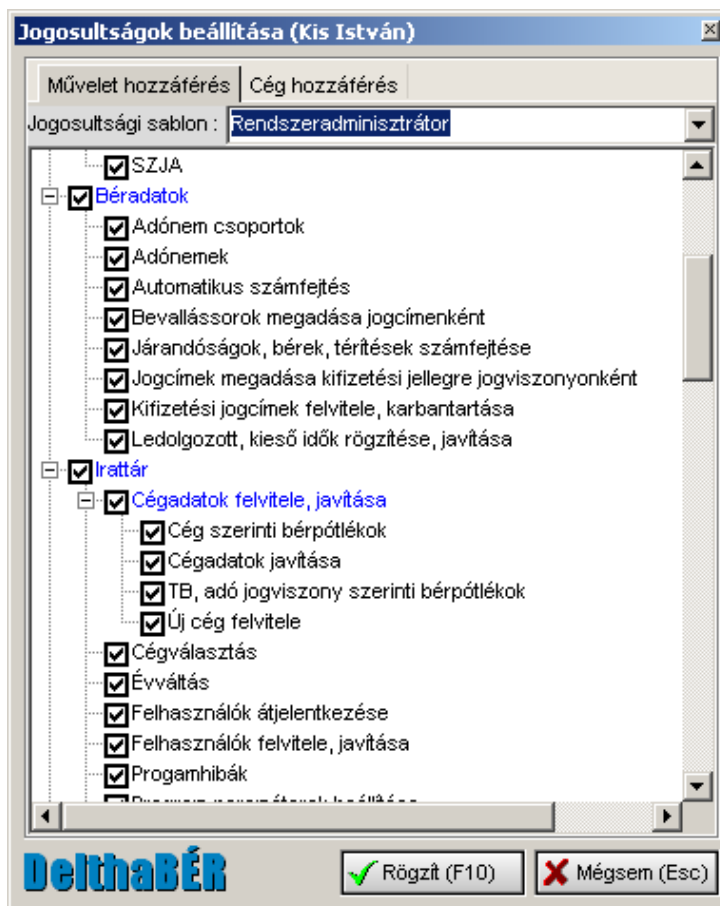 Jogosultságok beállítása (Kis István)
Művelet hozzáférés Cég hozzáférés
Jogosultsági sablon : Rendszeradminisztrátor
SZJA
Béradatok
Adónem csoportok
Adónemek
Automatikus számfejtés
Bevallássorok megadása jogcímenként
Járandóságok, bérek, térítések számfejtése
Jogcímek megadása kifizetési jellegre jogviszonyonként
Kifizetési jogcímek felvitele, karbantartása
Ledolgozott, kieső idők rögzítése, javítása
Irattár
Cégadatok felvitele, javítása
Cég szerinti bérpótlékok
Cégadatok javítása
TB, adó jogviszony szerinti bérpótlékok
Új cég felvitele
Cégválasztás
Évváltás
Felhasználók átjelentkezése
Felhasználók felvitele, javítása
Progamhibák
DelthaBÉR Rögzít (F10) Mégsem (Esc)